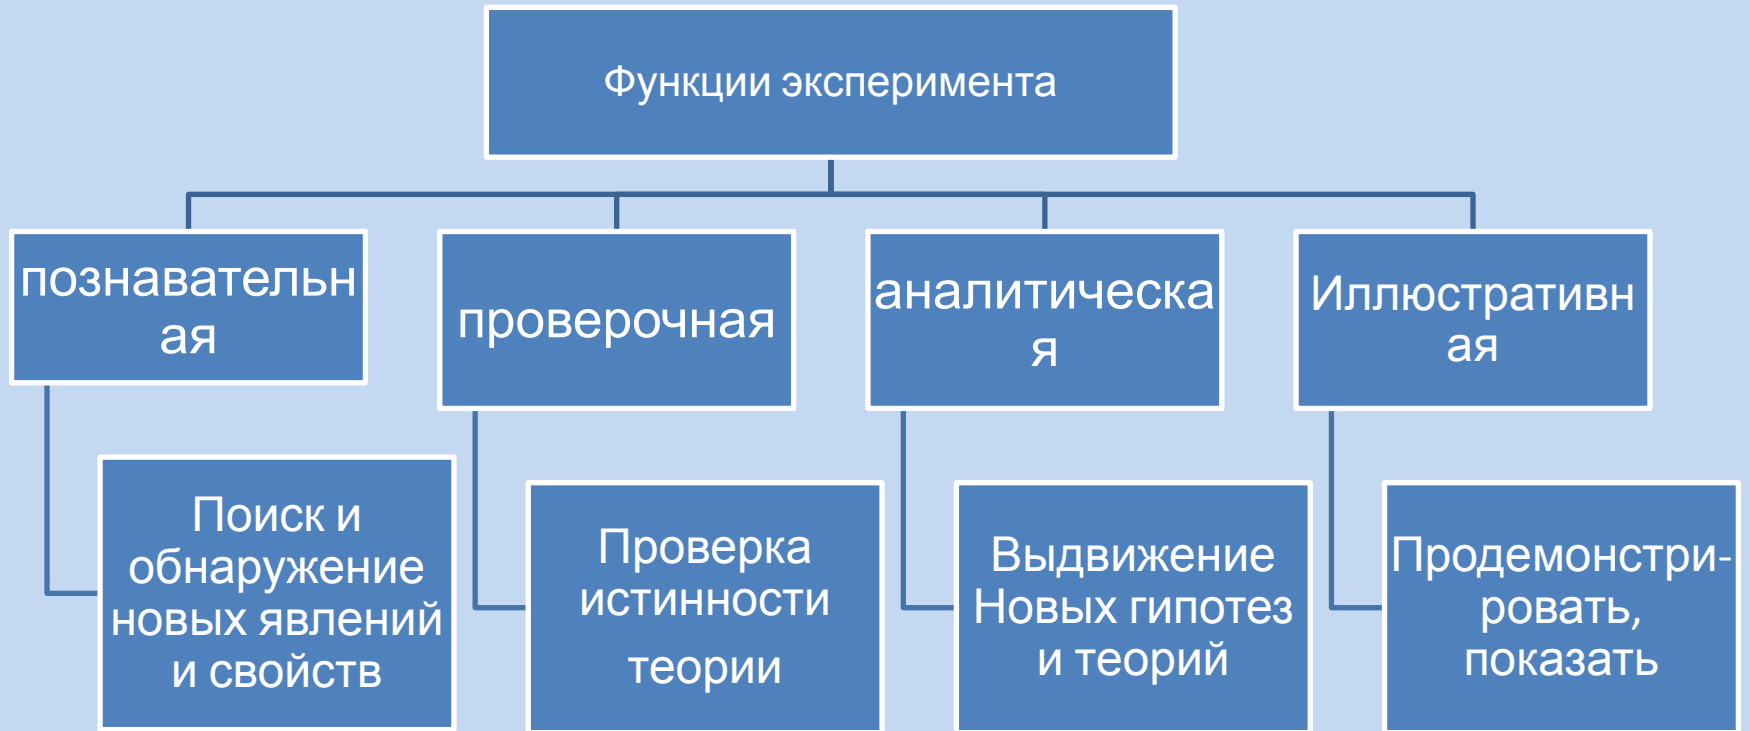 Функции эксперимента
познавательн
ая
проверочная
аналитическа
я
Иллюстративн
ая
Поиск и
обнаружение
новых явлений
и свойств
Проверка
истинности
теории
Выдвижение
Новых гипотез
и теорий
Продемонстри-
ровать,
показать